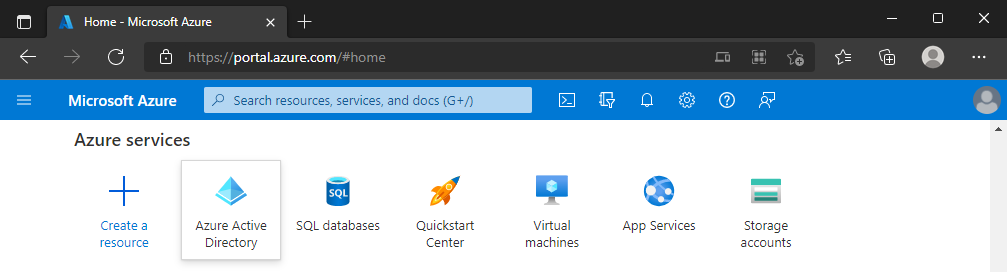 Home - Microsoft Azure
https://portal.azure.com/#home
Microsoft Azure
Search resources, services, and docs (G+/)
Azure services
Create a
resource
Azure Active
Directory
SQL
SQL databases
Quickstart
Center
Virtual
machines
App Services
Storage
accounts